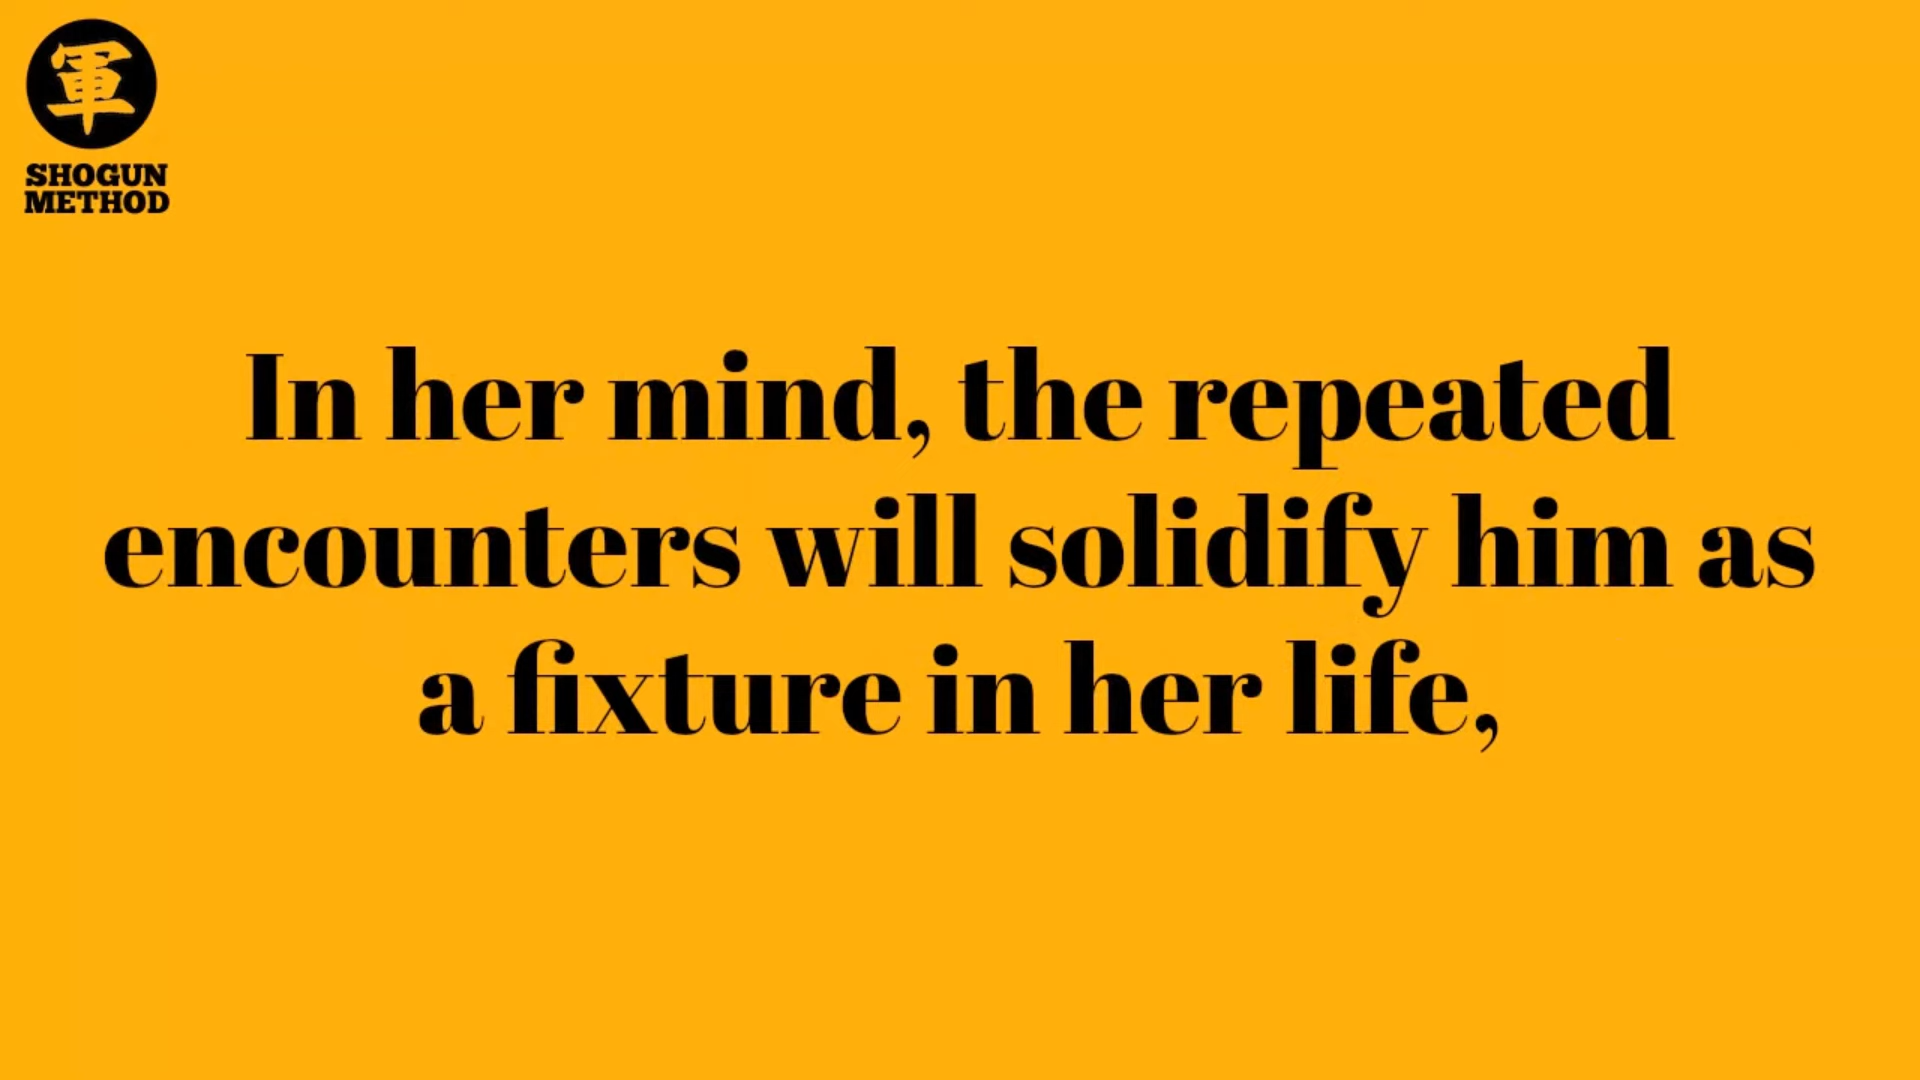 軍
SHOGUN
METHOD
In her mind, the repeated
encounters will solidify him as
a fixture in her life,